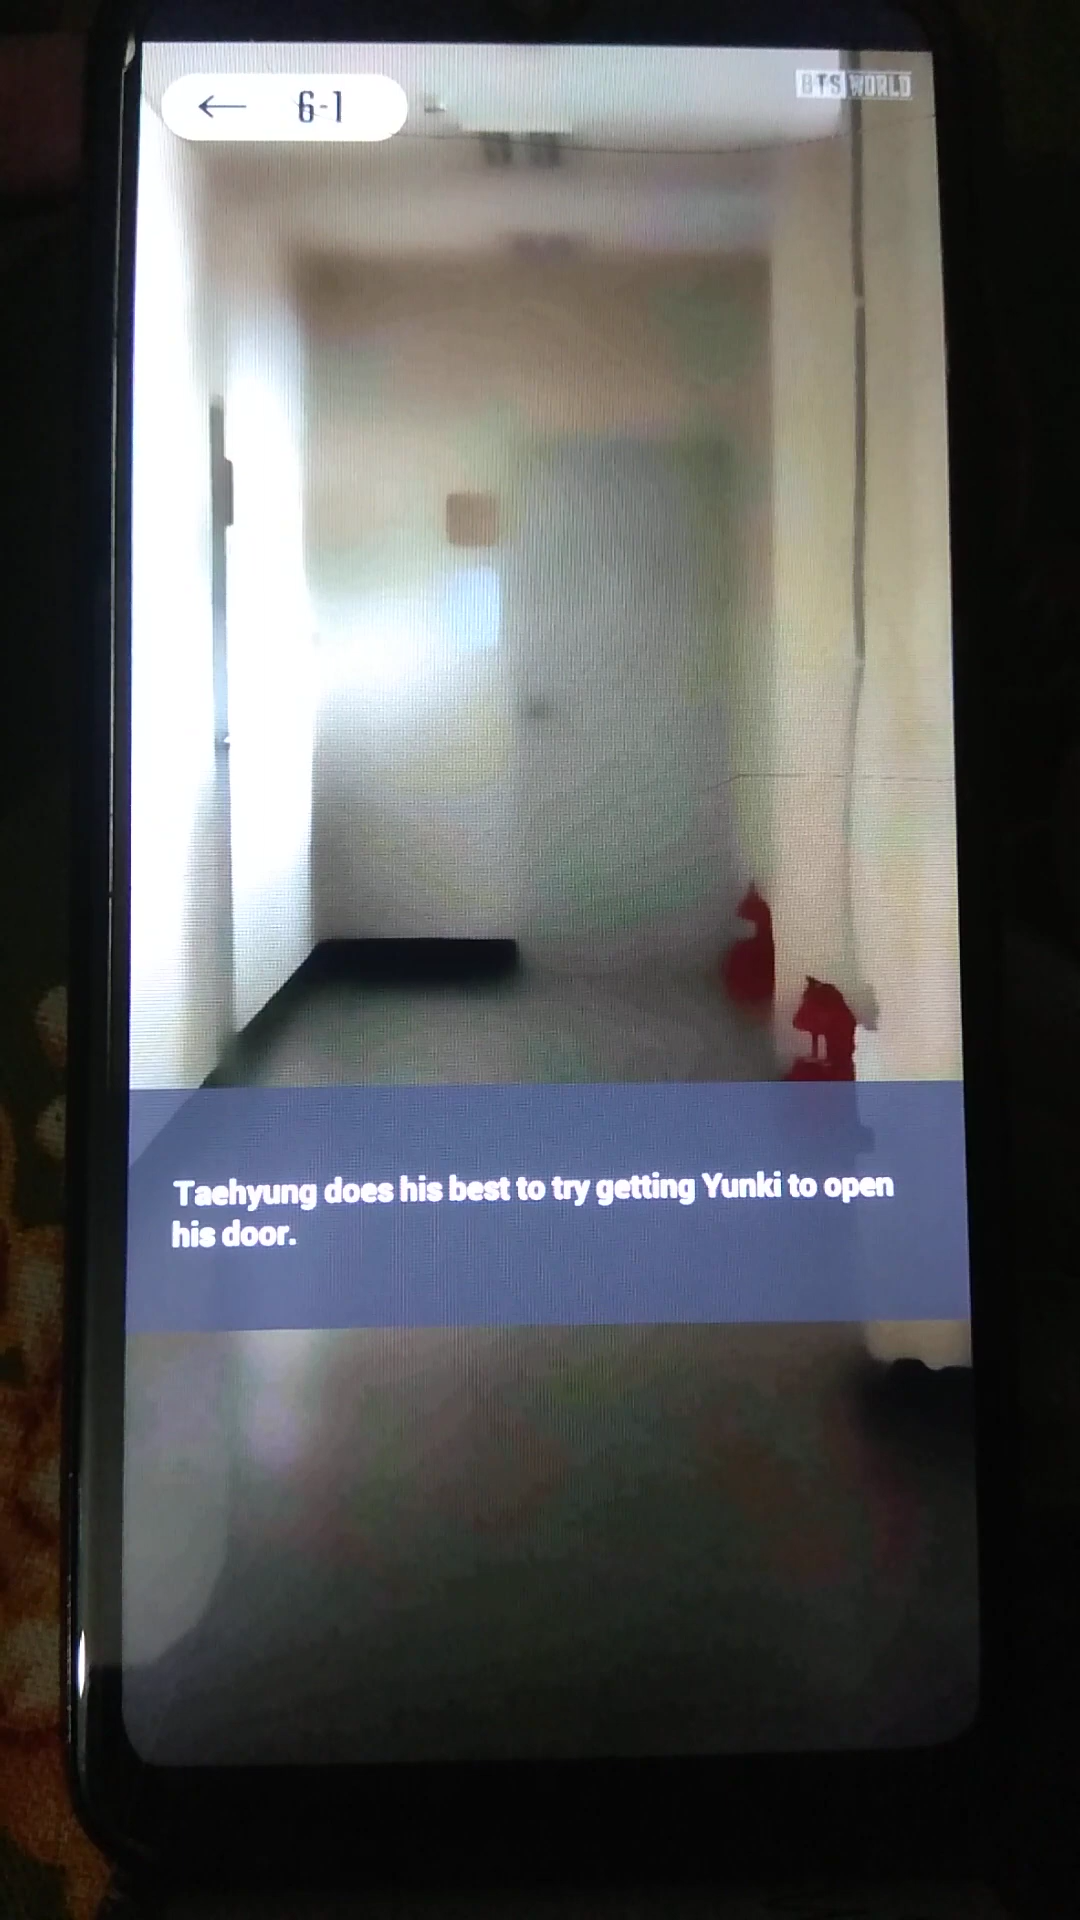 ← 6-1
BTS WORLD
Taehyung does his best to try getting Yunki to open
his door.